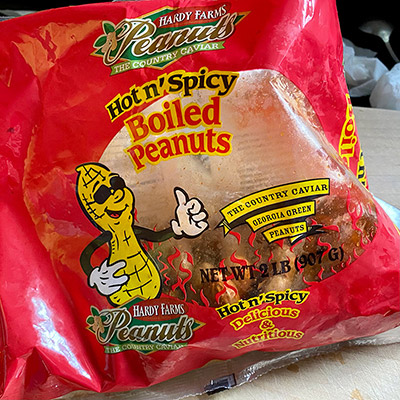 HARDY FARMS
Peanuts
THE COUNTRY CAVIAR
Hot n' Spicy
Boiled
Peanuts
THE COUNTRY CAVIAR
GEORGIA GREEN
PEANUTS
NET WT 2 LB (907 G)
HARDY FARMS
Peanuts
THE COUNTRY CAVIAR
Hot n' Spicy
Delicious
&
Nutritious